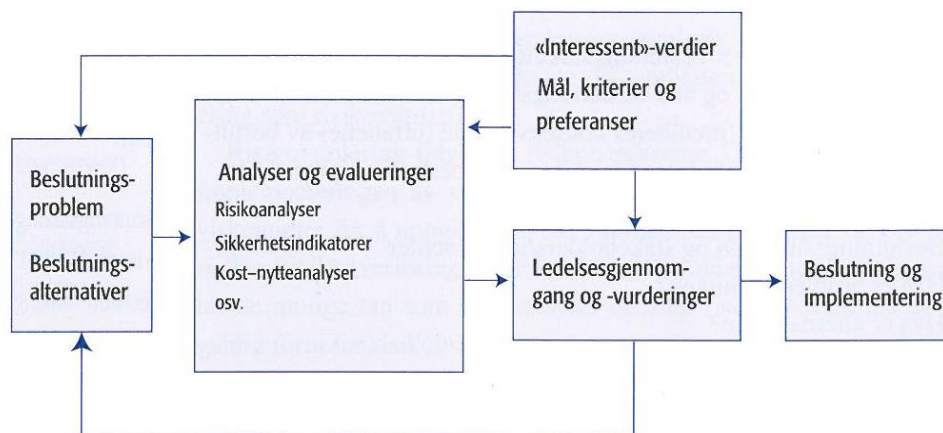 «Interessent»-verdier
Mål, kriterier og
preferanser
Beslutnings-
problem
Beslutnings-
alternativer
Analyser og evalueringer
Risikoanalyser
Sikkerhetsindikatorer
Kost–nytteanalyser
osv.
Ledelsesgjennom-
gang og -vurderinger
Beslutning og
implementering